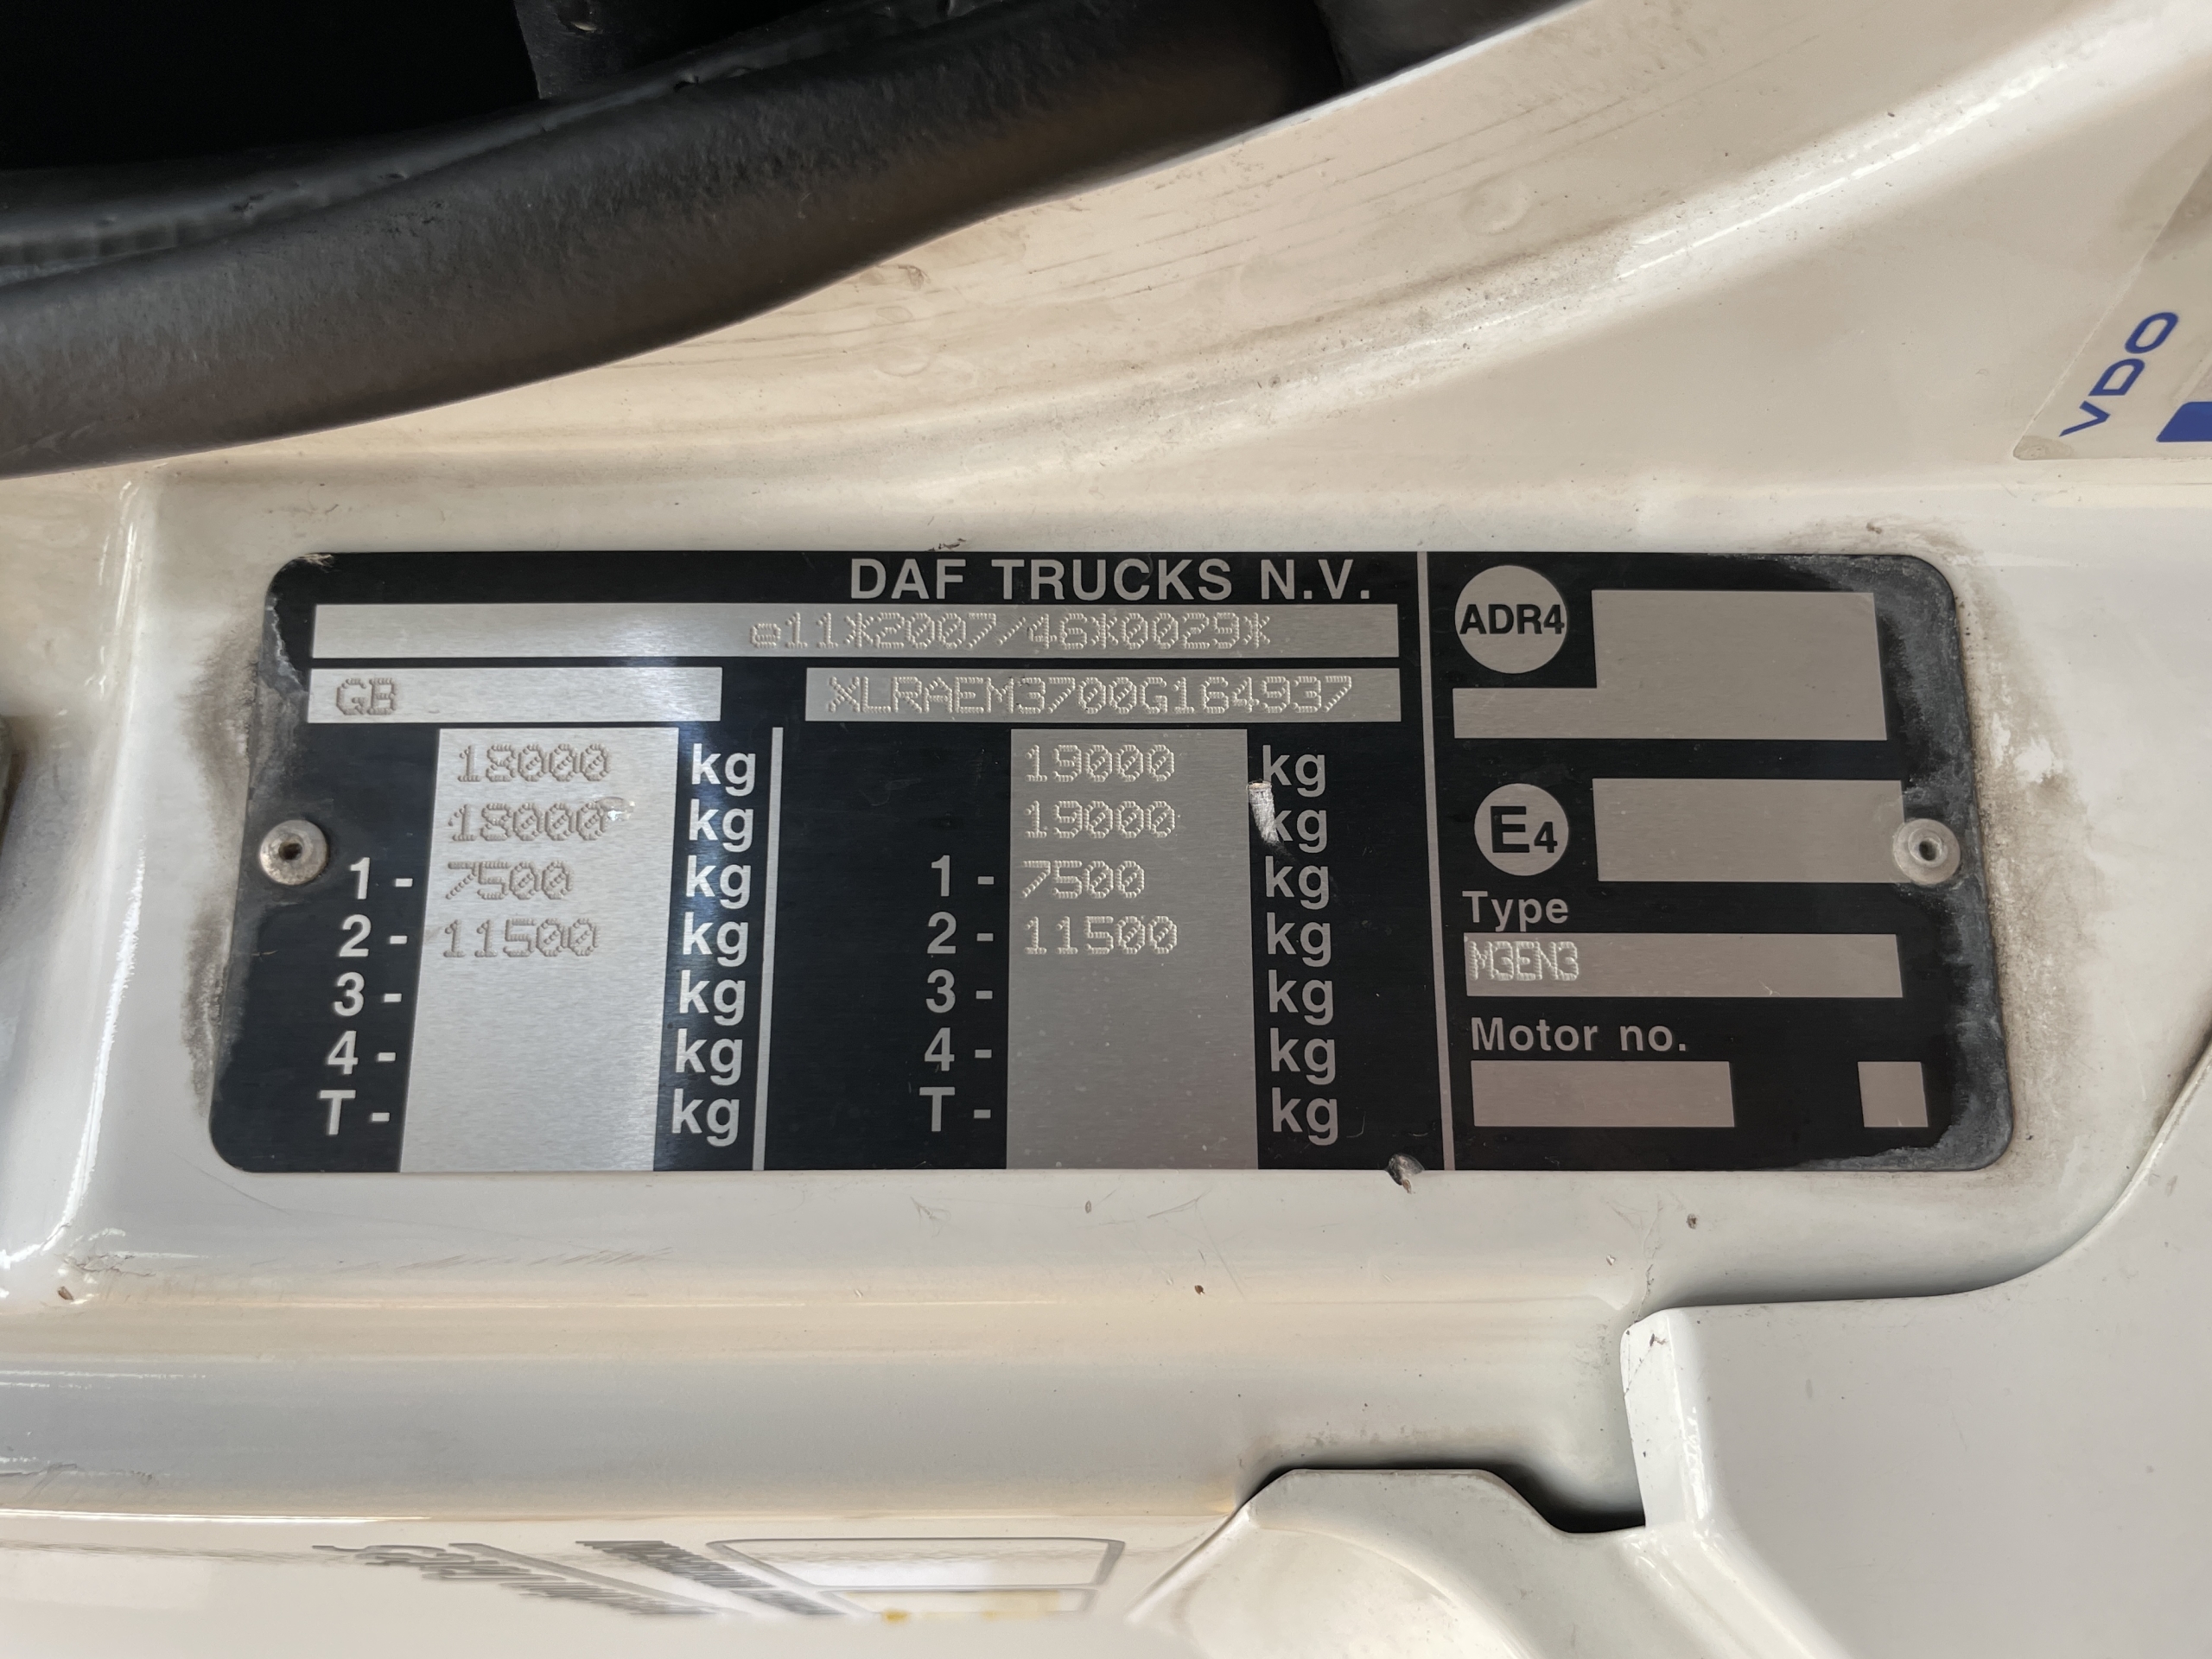 VDO
DAF TRUCKS N.V.
e11*2007/46*0029*
GB XLRAEM3700G164937
18000 kg 19000 kg
18000 kg 19000 kg
1 - 7500 kg 1 - 7500 kg
2 - 11500 kg 2 - 11500 kg
3 - kg 3 - kg
4 - kg 4 - kg
T - kg T - kg
ADR4
E4
Type
M3EN3
Motor no.